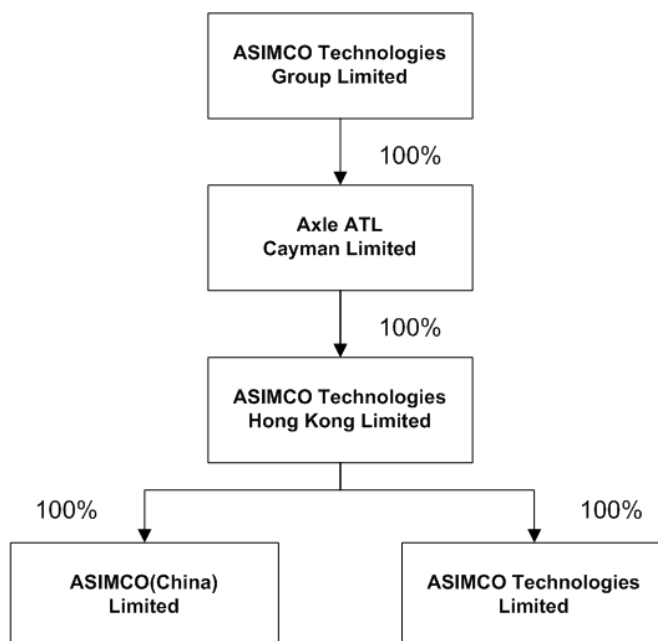 ASIMCO Technologies
Group Limited
100%
Axle ATL
Cayman Limited
100%
ASIMCO Technologies
Hong Kong Limited
100%
100%
ASIMCO(China)
Limited
ASIMCO Technologies
Limited